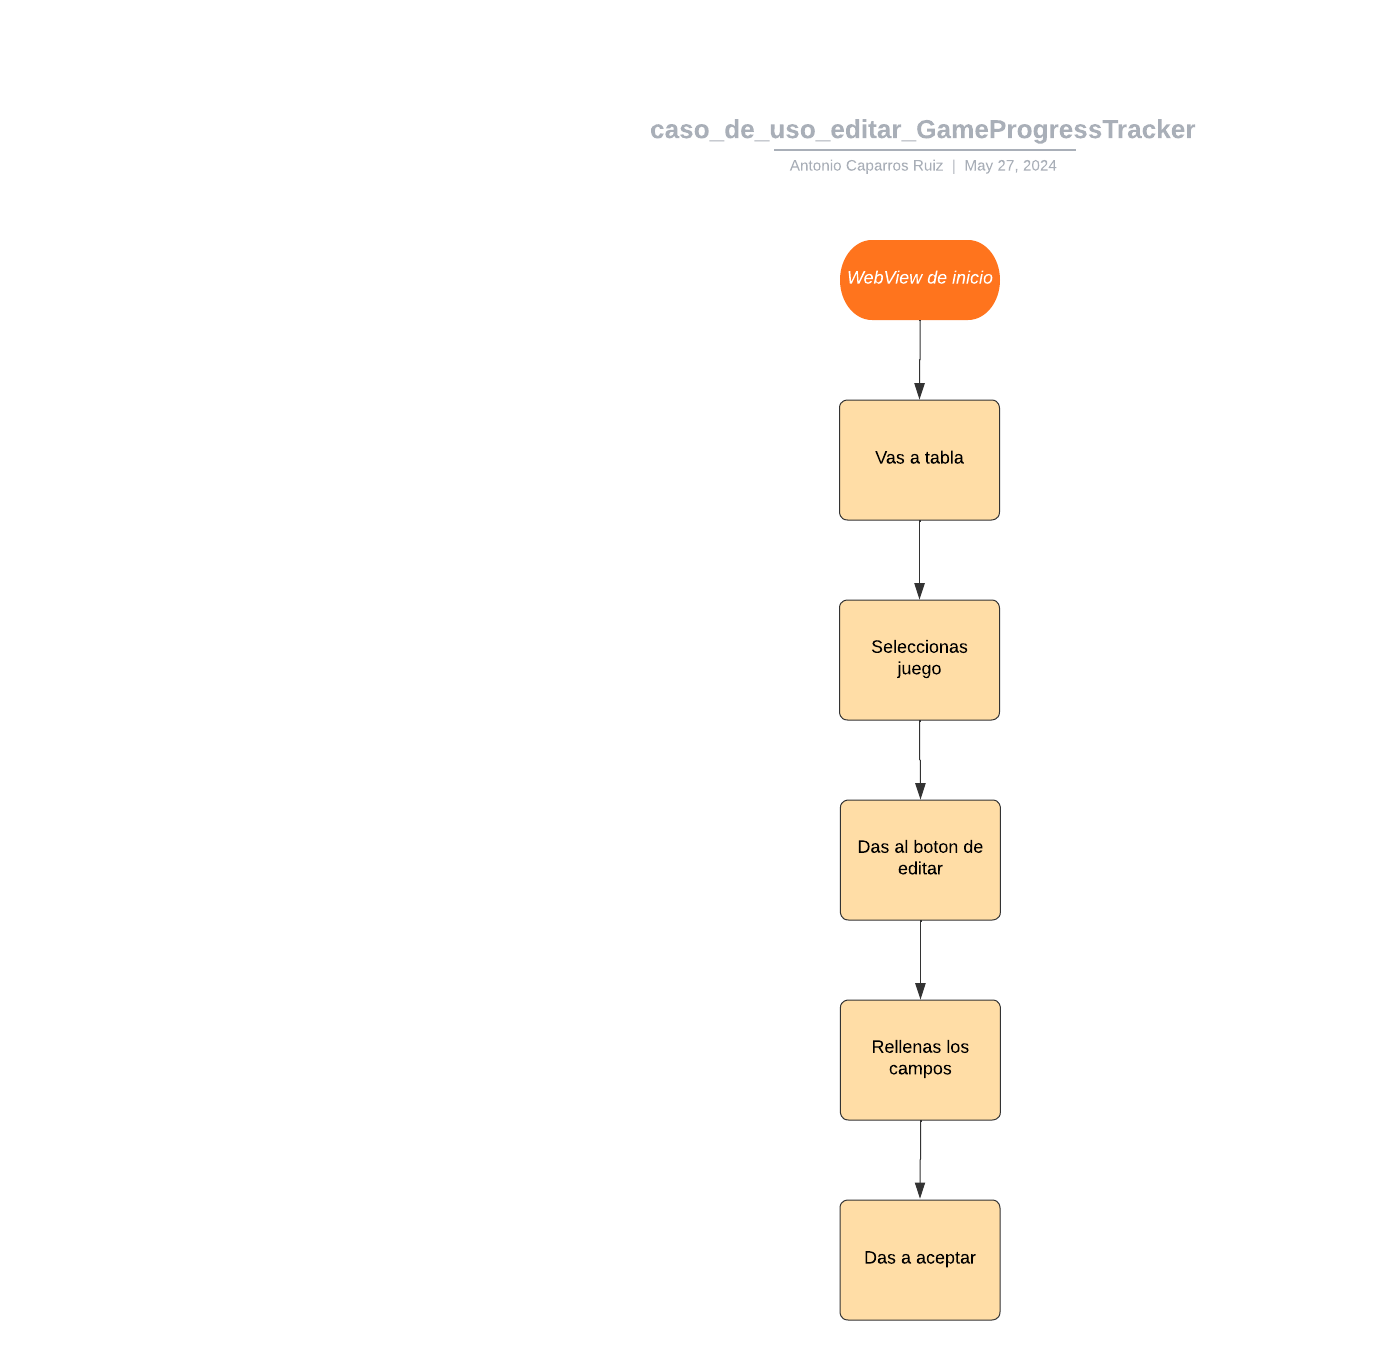 caso_de_uso_editar_GameProgressTracker
Antonio Caparros Ruiz | May 27, 2024
WebView de inicio
Vas a tabla
Seleccionas
juego
Das al boton de
editar
Rellenas los
campos
Das a aceptar